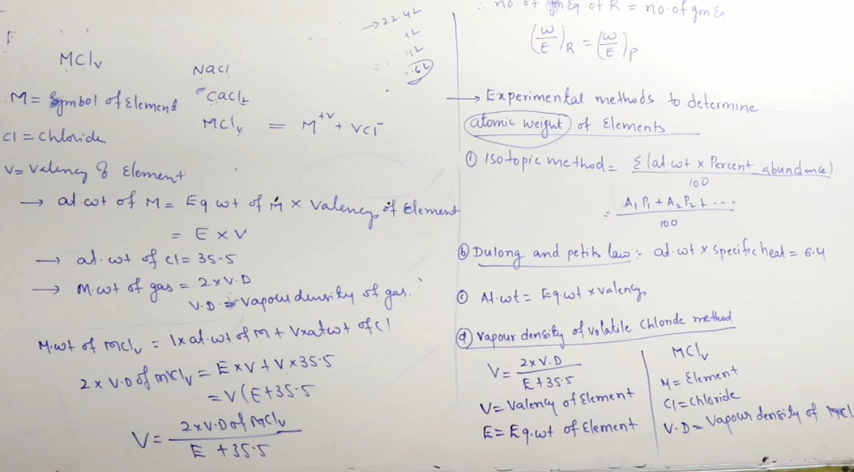 → 22.4L
1L
MClᵥ
M = Symbol of Element
Cl = Chloride
V = Valency of Element
NaCl
CaCl₂
MClᵥ = M⁺ᵛ + VCl⁻
→ at.wt of M = Eq.wt of M × Valency of Element
= E × V
→ at.wt of Cl = 35.5
→ M.wt of gas = 2×V.D
V.D = Vapour density of gas.
M.wt of MClᵥ = 1×at.wt of M + V×at.wt of Cl
2 × V.D of MClᵥ = E×V + V×35.5
= V(E+35.5
V = 2×V.D of MClᵥ / E + 35.5
∴ no. of gm Eq of R = no. of gm Eq
(W/E)R = (W/E)P
→ Experimental methods to determine
atomic weight of Elements
① Isotopic method = Σ(at.wt × Percent abundance) / 100
= A₁P₁ + A₂P₂ + --- / 100
ⓑ Dulong and petits law : at.wt × specific heat = 6.4
ⓒ At.wt = Eq.wt × valency
ⓓ Vapour density of volatile chloride method
V = 2×V.D / E+35.5
V = Valency of Element
E = Eq.wt of Element
MClᵥ
M = Element
Cl = Chloride
V.D = Vapour density of MCl